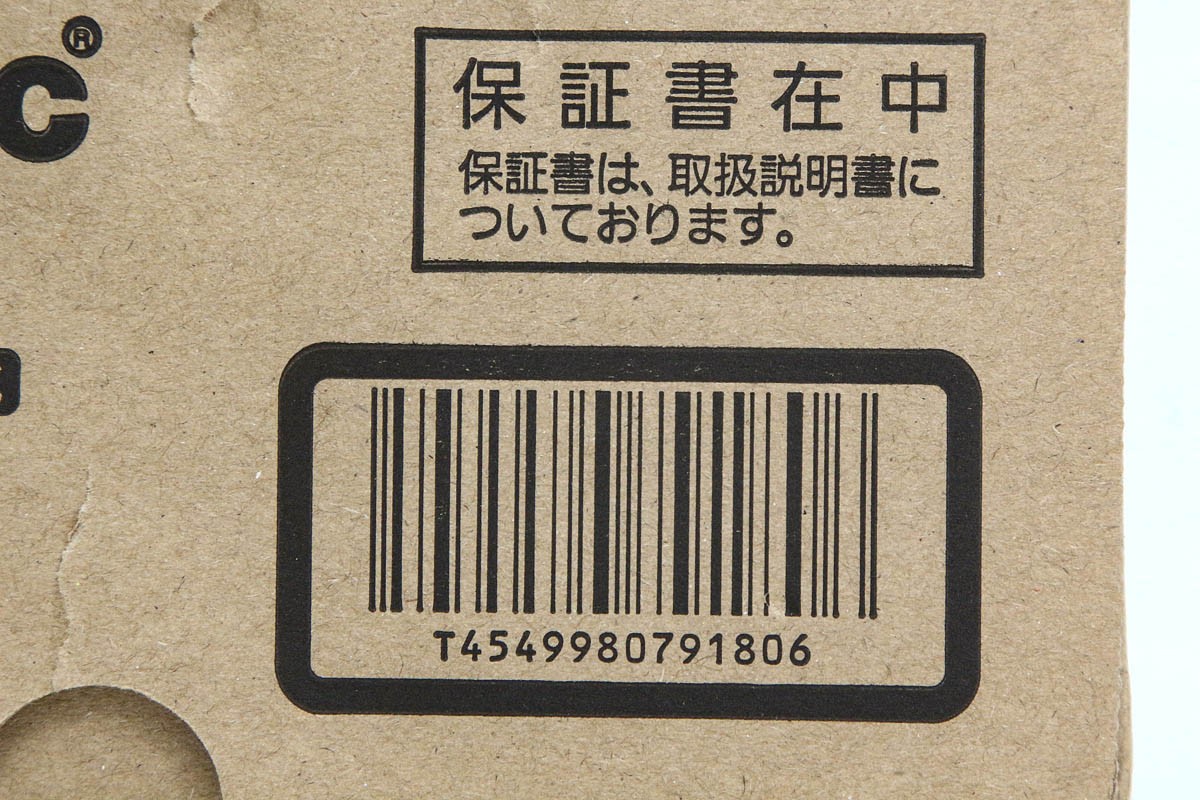 c®
保証書在中
保証書は、取扱説明書に
ついております。
T4549980791806